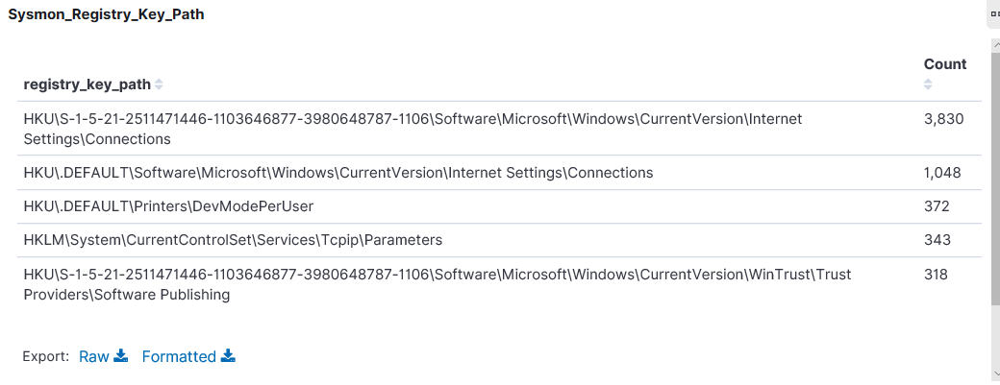 Sysmon_Registry_Key_Path
registry_key_path
Count
HKU\S-1-5-21-2511471446-1103646877-3980648787-1106\Software\Microsoft\Windows\CurrentVersion\Internet
Settings\Connections
3,830
HKU\.DEFAULT\Software\Microsoft\Windows\CurrentVersion\Internet Settings\Connections
1,048
HKU\.DEFAULT\Printers\DevModePerUser
372
HKLM\System\CurrentControlSet\Services\Tcpip\Parameters
343
HKU\S-1-5-21-2511471446-1103646877-3980648787-1106\Software\Microsoft\Windows\CurrentVersion\WinTrust\Trust
Providers\Software Publishing
318
Export: Raw Formatted